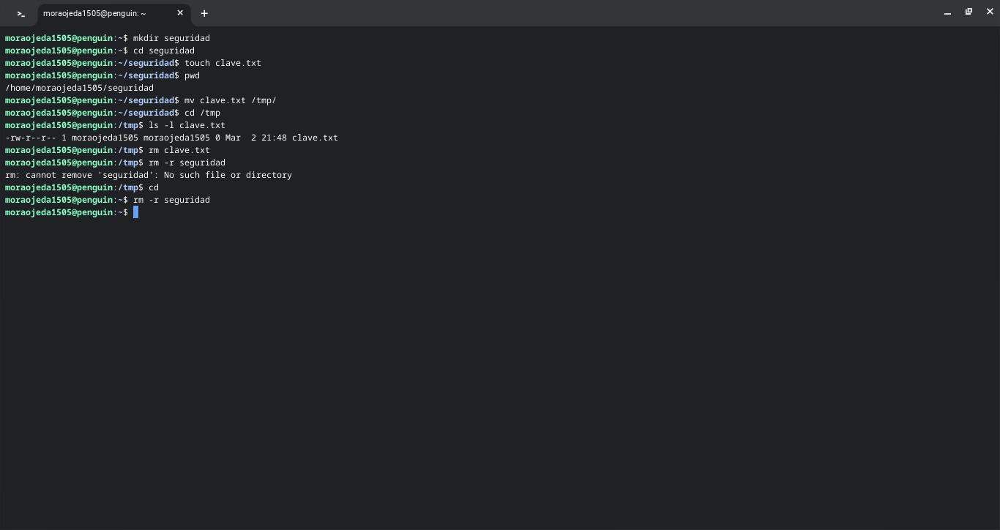 >_ moraojeda1505@penguin: ~ × +
moraojeda1505@penguin:~$ mkdir seguridad
moraojeda1505@penguin:~$ cd seguridad
moraojeda1505@penguin:~/seguridad$ touch clave.txt
moraojeda1505@penguin:~/seguridad$ pwd
/home/moraojeda1505/seguridad
moraojeda1505@penguin:~/seguridad$ mv clave.txt /tmp/
moraojeda1505@penguin:~/seguridad$ cd /tmp
moraojeda1505@penguin:/tmp$ ls -l clave.txt
-rw-r--r-- 1 moraojeda1505 moraojeda1505 0 Mar  2 21:48 clave.txt
moraojeda1505@penguin:/tmp$ rm clave.txt
moraojeda1505@penguin:/tmp$ rm -r seguridad
rm: cannot remove 'seguridad': No such file or directory
moraojeda1505@penguin:/tmp$ cd
moraojeda1505@penguin:~$ rm -r seguridad
moraojeda1505@penguin:~$